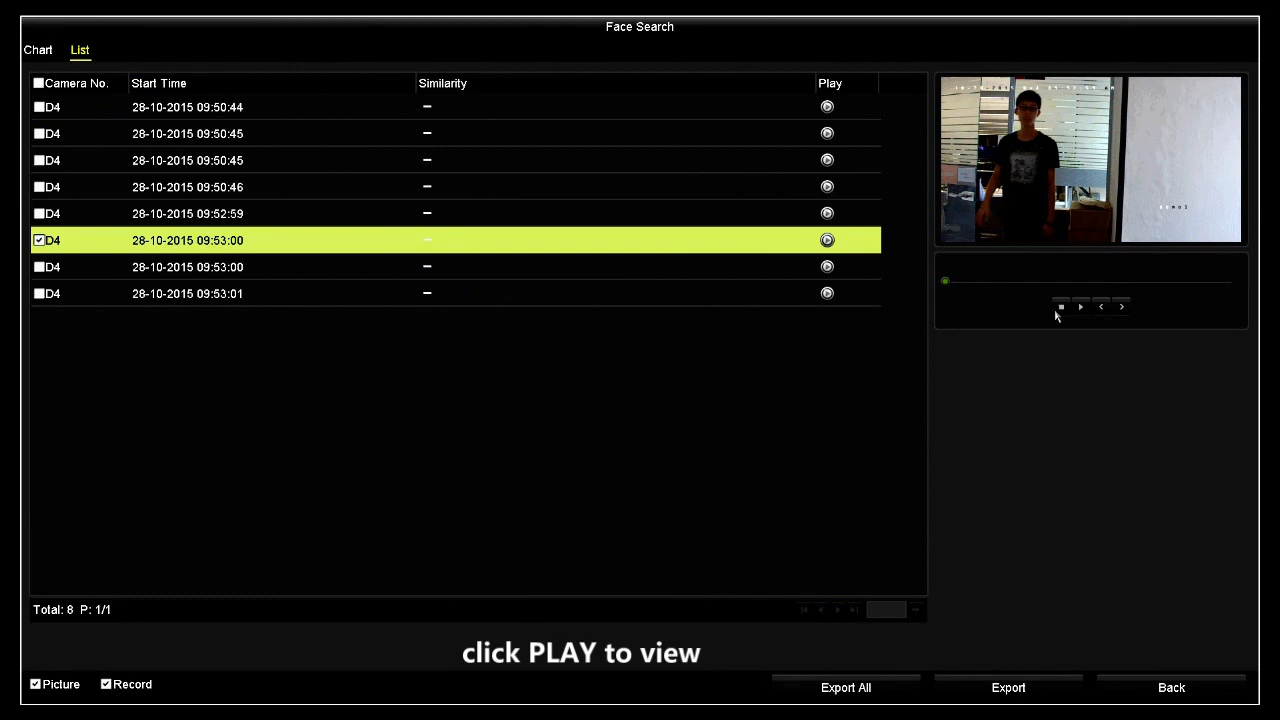 Face Search
Chart List
Camera No. Start Time Similarity Play
D4 28-10-2015 09:50:44 –
D4 28-10-2015 09:50:45 –
D4 28-10-2015 09:50:45 –
D4 28-10-2015 09:50:46 –
D4 28-10-2015 09:52:59 –
D4 28-10-2015 09:53:00 –
D4 28-10-2015 09:53:00 –
D4 28-10-2015 09:53:01 –
Total: 8 P: 1/1
click PLAY to view
Picture Record Export All Export Back